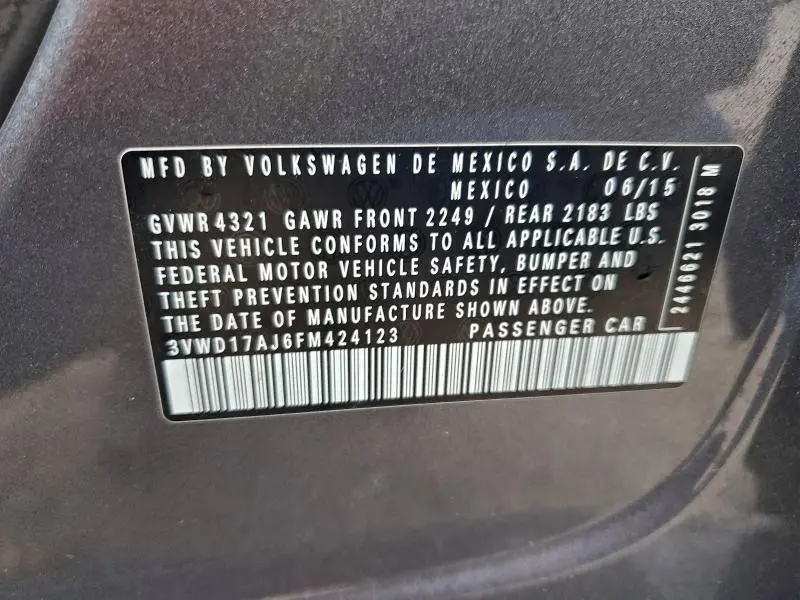 MFD BY VOLKSWAGEN DE MEXICO S.A. DE C.V.
MEXICO 06/15
GVWR 4321 GAWR FRONT 2249 / REAR 2183 LBS
THIS VEHICLE CONFORMS TO ALL APPLICABLE U.S.
FEDERAL MOTOR VEHICLE SAFETY, BUMPER AND
THEFT PREVENTION STANDARDS IN EFFECT ON
THE DATE OF MANUFACTURE SHOWN ABOVE.
3VWD17AJ6FM424123 PASSENGER CAR
2446621 3018 M